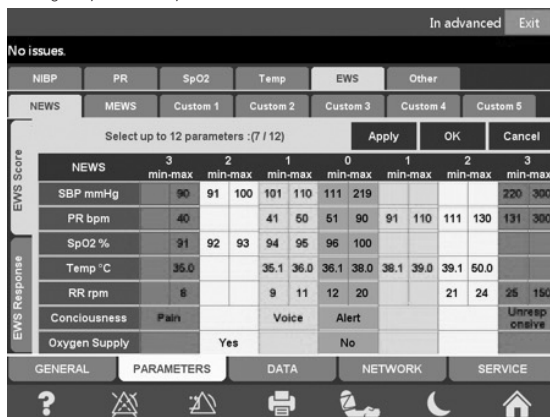 In advanced Exit
No issues.
NIBP PR SpO2 Temp EWS Other
NEWS MEWS Custom 1 Custom 2 Custom 3 Custom 4 Custom 5
Select up to 12 parameters :(7 / 12) Apply OK Cancel
EWS Score
EWS Response
NEWS 3 min-max 2 min-max 1 min-max 0 min-max 1 min-max 2 min-max 3 min-max
SBP mmHg 90 91 100 101 110 111 219 220 300
PR bpm 40 41 50 51 90 91 110 111 130 131 300
SpO2 % 91 92 93 94 95 96 100
Temp °C 35.0 35.1 36.0 36.1 38.0 38.1 39.0 39.1 50.0
RR rpm 8 9 11 12 20 21 24 25 150
Conciousness Pain Voice Alert Unresp onsive
Oxygen Supply Yes No
GENERAL PARAMETERS DATA NETWORK SERVICE
?